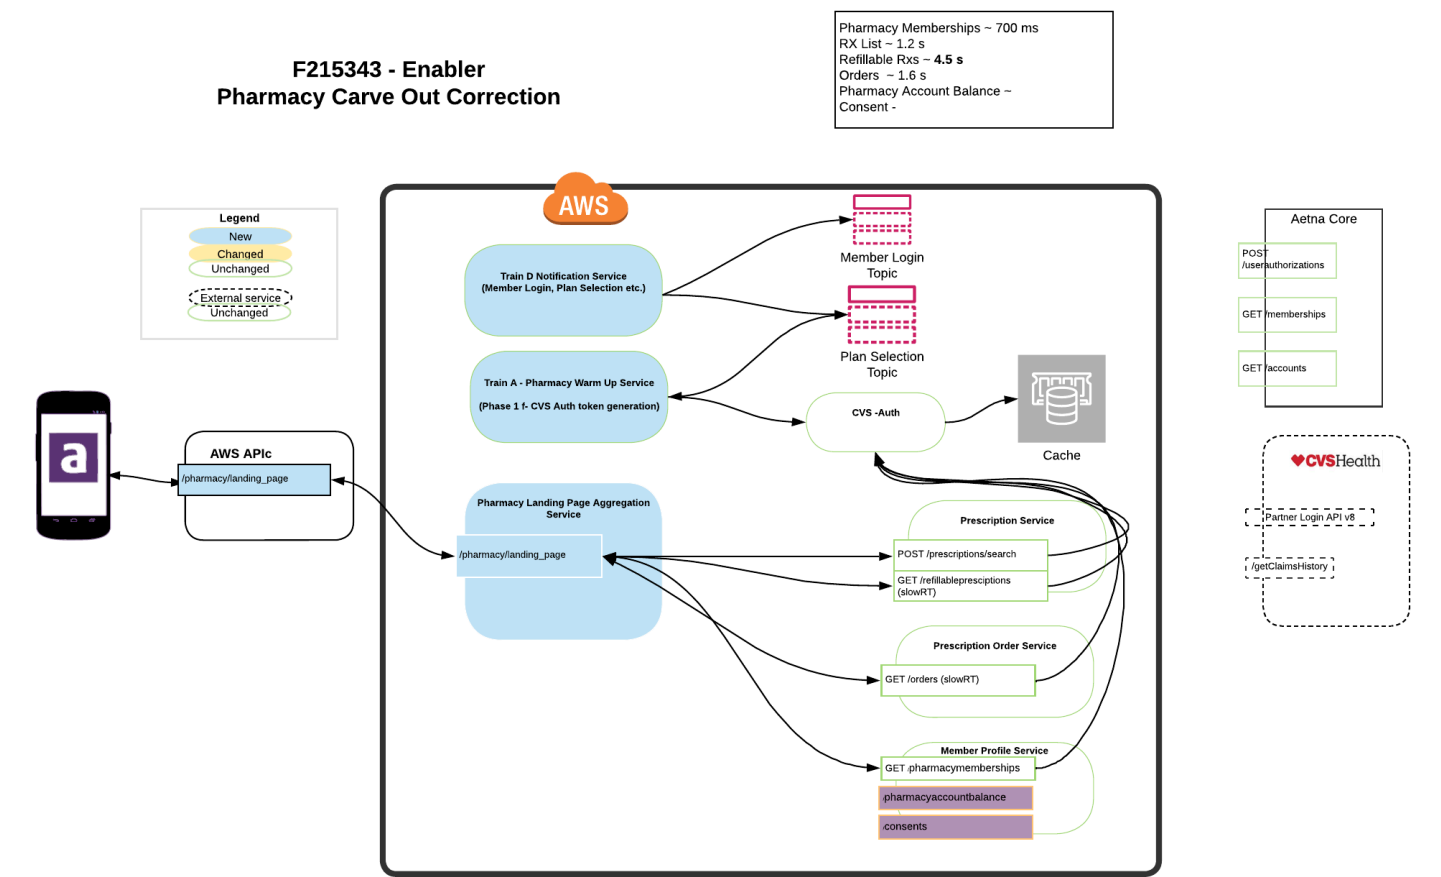 F215343 - Enabler
Pharmacy Carve Out Correction
Pharmacy Memberships ~ 700 ms
RX List ~ 1.2 s
Refillable Rxs ~ 4.5 s
Orders ~ 1.6 s
Pharmacy Account Balance ~
Consent -
Legend
New
Changed
Unchanged
External service
Unchanged
AWS
Train D Notification Service
(Member Login, Plan Selection etc.)
Member Login
Topic
Plan Selection
Topic
Train A - Pharmacy Warm Up Service
(Phase 1 f- CVS Auth token generation)
CVS -Auth
Cache
Aetna Core
POST
/userauthorizations
GET /memberships
GET /accounts
a
AWS APIc
/pharmacy/landing_page
Pharmacy Landing Page Aggregation
Service
/pharmacy/landing_page
Prescription Service
POST /prescriptions/search
GET /refillablepresciptions
(slowRT)
Prescription Order Service
GET /orders (slowRT)
Member Profile Service
GET /pharmacymemberships
/pharmacyaccountbalance
/consents
CVSHealth
Partner Login API v8
/getClaimsHistory